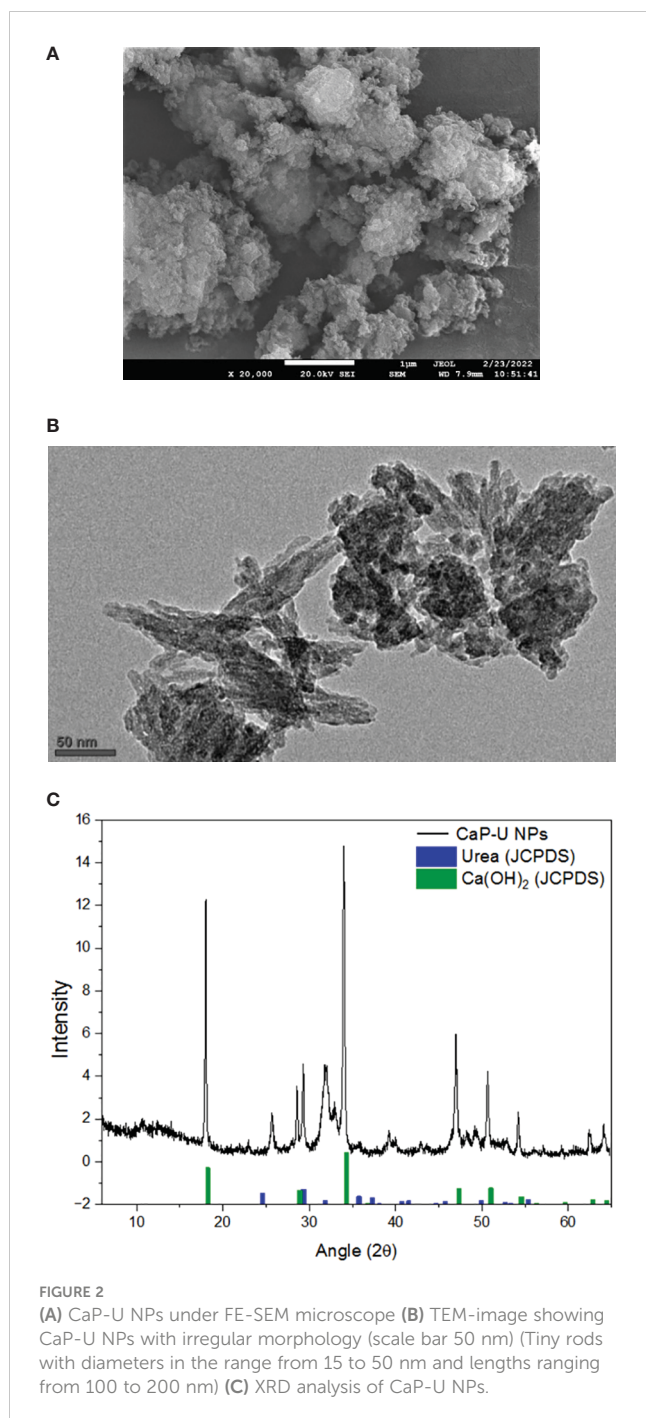 A
1µm JEOL 2/23/2022
X 20,000 20.0kV SEI SEM WD 7.9mm 10:51:41
B
50 nm
C
16
14
12
10
8
6
4
2
0
−2
Intensity
CaP-U NPs
Urea (JCPDS)
Ca(OH)2 (JCPDS)
10 20 30 40 50 60
Angle (2θ)
FIGURE 2
(A) CaP-U NPs under FE-SEM microscope (B) TEM-image showing
CaP-U NPs with irregular morphology (scale bar 50 nm) (Tiny rods
with diameters in the range from 15 to 50 nm and lengths ranging
from 100 to 200 nm) (C) XRD analysis of CaP-U NPs.